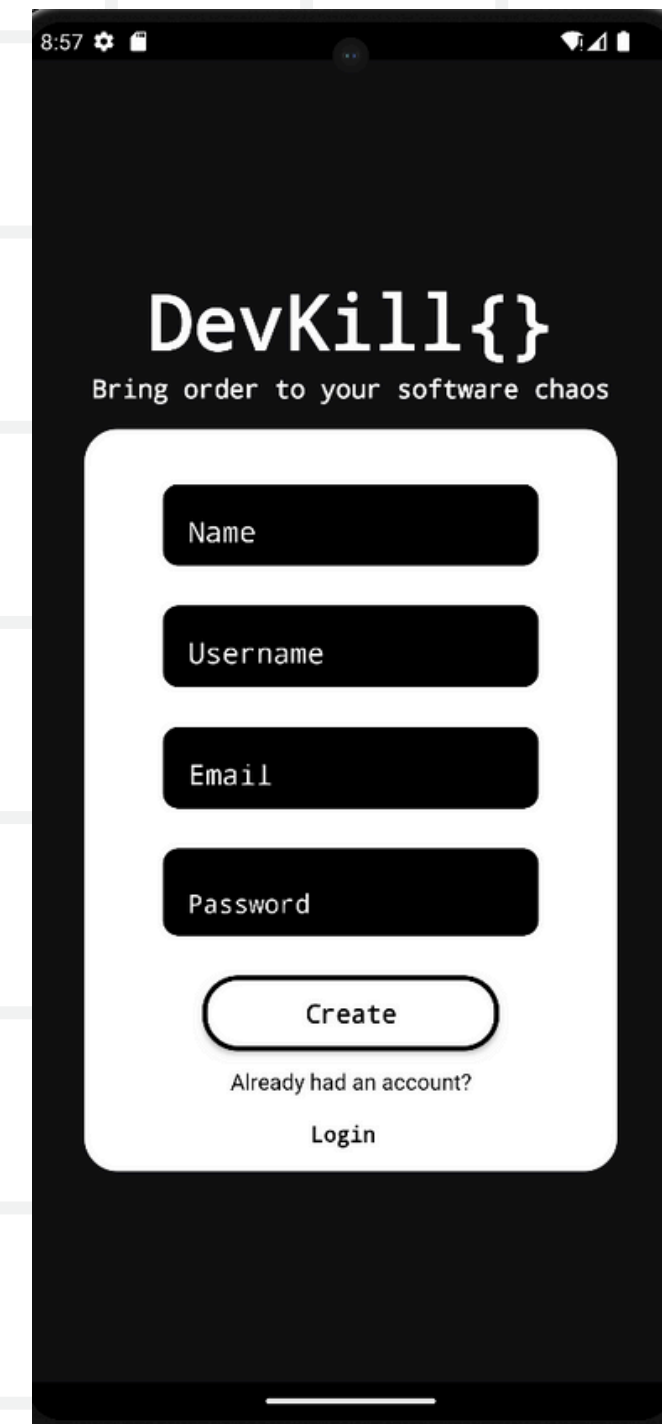 8:57
DevKill{}
Bring order to your software chaos
Name
Username
Email
Password
Create
Already had an account?
Login